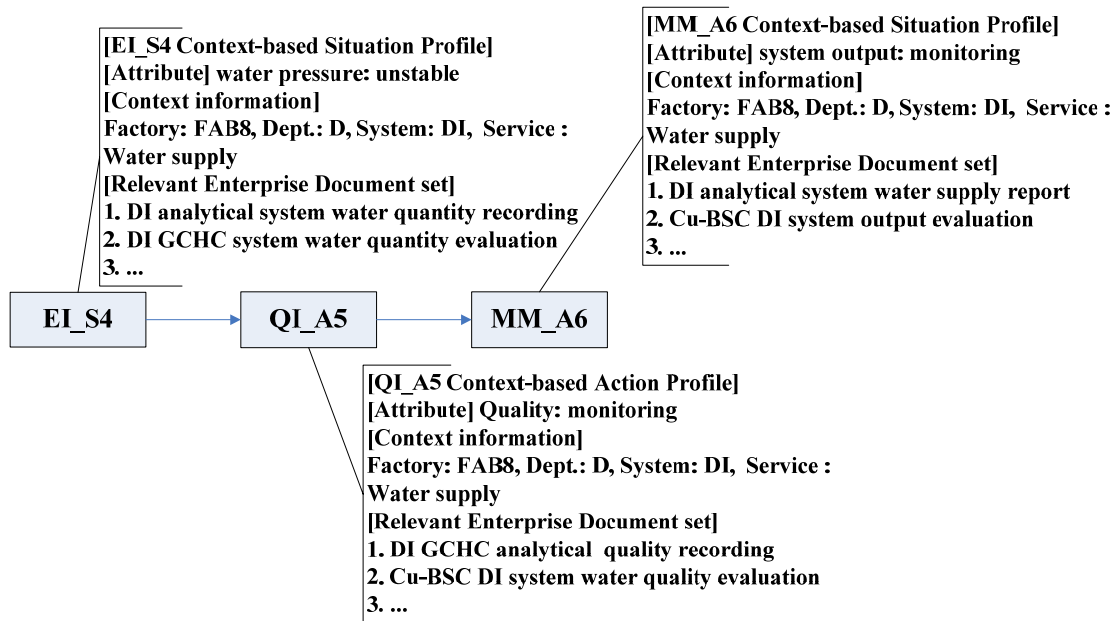 [EI_S4 Context-based Situation Profile]
[Attribute] water pressure: unstable
[Context information]
Factory: FAB8, Dept.: D, System: DI, Service :
Water supply
[Relevant Enterprise Document set]
1. DI analytical system water quantity recording
2. DI GCHC system water quantity evaluation
3. ...
[MM_A6 Context-based Situation Profile]
[Attribute] system output: monitoring
[Context information]
Factory: FAB8, Dept.: D, System: DI, Service :
Water supply
[Relevant Enterprise Document set]
1. DI analytical system water supply report
2. Cu-BSC DI system output evaluation
3. ...
EI_S4
QI_A5
MM_A6
[QI_A5 Context-based Action Profile]
[Attribute] Quality: monitoring
[Context information]
Factory: FAB8, Dept.: D, System: DI, Service :
Water supply
[Relevant Enterprise Document set]
1. DI GCHC analytical quality recording
2. Cu-BSC DI system water quality evaluation
3. ...